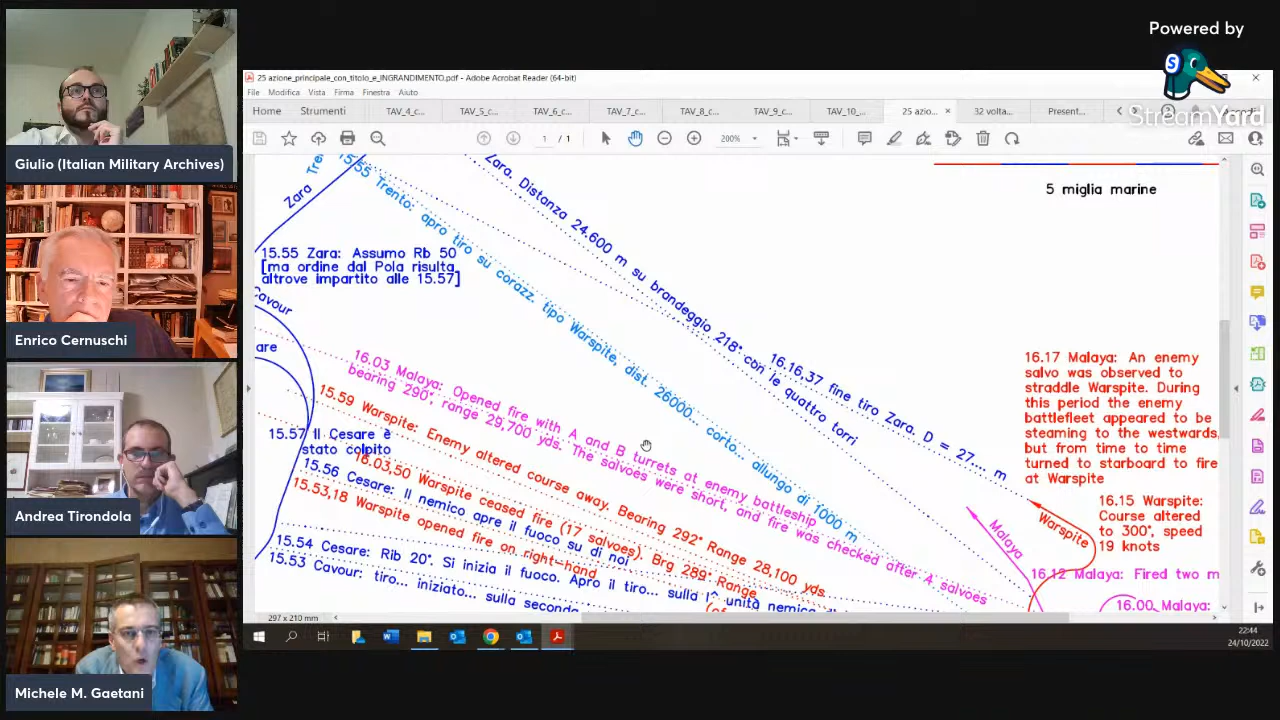 Giulio (Italian Military Archives)
Enrico Cernuschi
Andrea Tirondola
Michele M. Gaetani
Powered by
StreamYard
25 azione_principale_con_titolo_e_INGRANDIMENTO.pdf - Adobe Acrobat Reader (64-bit)
File Modifica Vista Firma Finestra Aiuto
Home Strumenti TAV_4_c... TAV_5_c... TAV_6_c... TAV_7_c... TAV_8_c... TAV_9_c... TAV_10_... 25 azio... 32 volta... Present...
1 / 1
200%
5 miglia marine
Zara
15.55 Trento: apro tiro su corazz. tipo Warspite, dist. 26000... corto... allungo di 1000 m
Zara. Distanza 24.600 m su brandeggio 218° con le quattro torri
16.16,37 fine tiro Zara. D = 27... m
15.55 Zara: Assumo Rb 50
[ma ordine dal Pola risulta
altrove impartito alle 15.57]
Cavour
are
16.03 Malaya: Opened fire with A and B turrets at enemy battleship
bearing 290°, range 29,700 yds. The salvoes were short, and fire was checked after 4 salvoes
15.59 Warspite: Enemy altered course away. Bearing 292° Range 28,100 yds
15.57 Il Cesare è
stato colpito
16.03,50 Warspite ceased fire (17 salvoes). Brg 289° Range
15.56 Cesare: Il nemico apre il fuoco su di noi
15.53,18 Warspite opened fire on right-hand
15.54 Cesare: Rib 20°. Si inizia il fuoco. Apro il tiro... sulla 1^ unità nemica
15.53 Cavour: tiro... iniziato... sulla seconda
16.17 Malaya: An enemy
salvo was observed to
straddle Warspite. During
this period the enemy
battlefleet appeared to be
steaming to the westwards,
but from time to time
turned to starboard to fire
at Warspite
16.15 Warspite:
Course altered
to 300°, speed
19 knots
Warspite
Malaya
16.12 Malaya: Fired two m
16.00 Malaya:
297 x 210 mm
22:44
24/10/2022